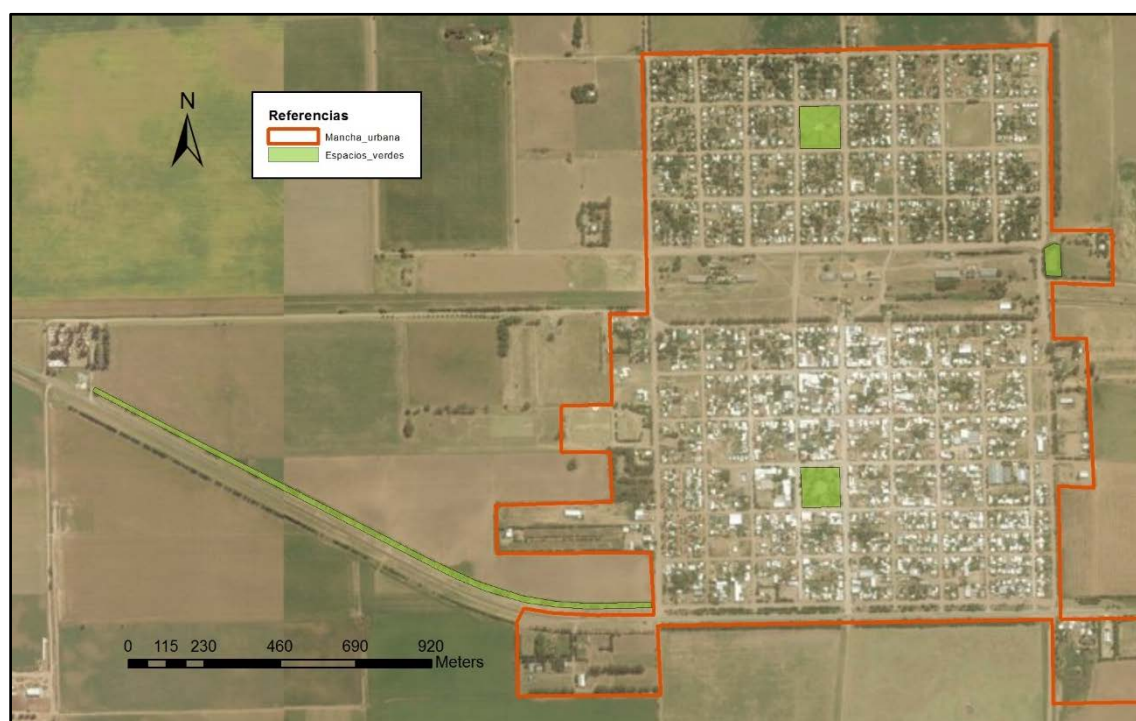 N
Referencias
Mancha_urbana
Espacios_verdes
0 115 230 460 690 920
Meters